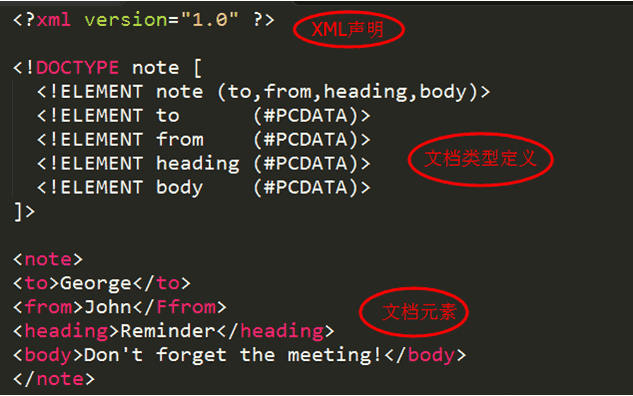 <?xml version="1.0" ?>
XML声明
<!DOCTYPE note [
<!ELEMENT note (to,from,heading,body)>
<!ELEMENT to      (#PCDATA)>
<!ELEMENT from    (#PCDATA)>
<!ELEMENT heading (#PCDATA)>
<!ELEMENT body    (#PCDATA)>
]>
文档类型定义
<note>
<to>George</to>
<from>John</Ffrom>
<heading>Reminder</heading>
<body>Don't forget the meeting!</body>
</note>
文档元素